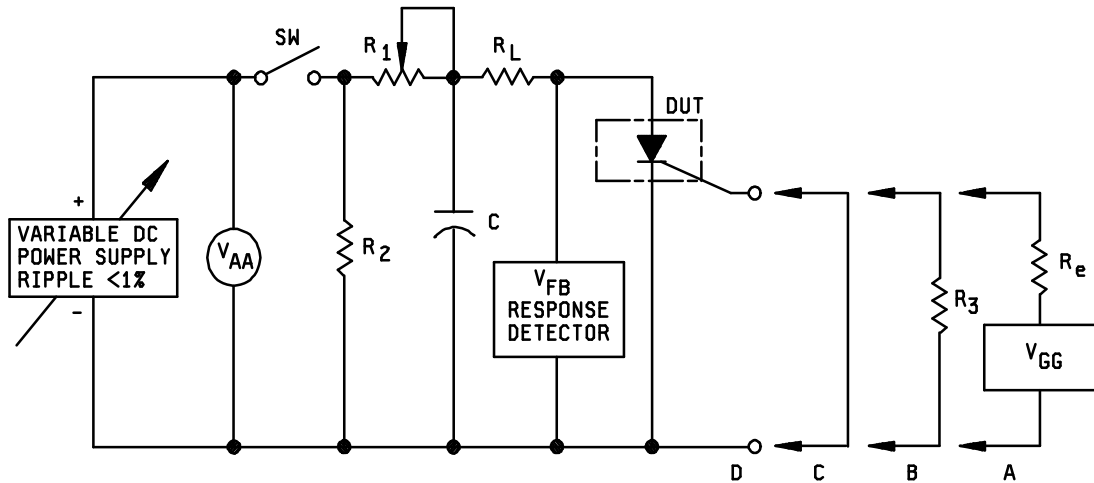 SW
R1
RL
DUT
+
VARIABLE DC
POWER SUPPLY
RIPPLE <1%
-
VAA
R2
C
VFB
RESPONSE
DETECTOR
R3
Re
VGG
D
C
B
A